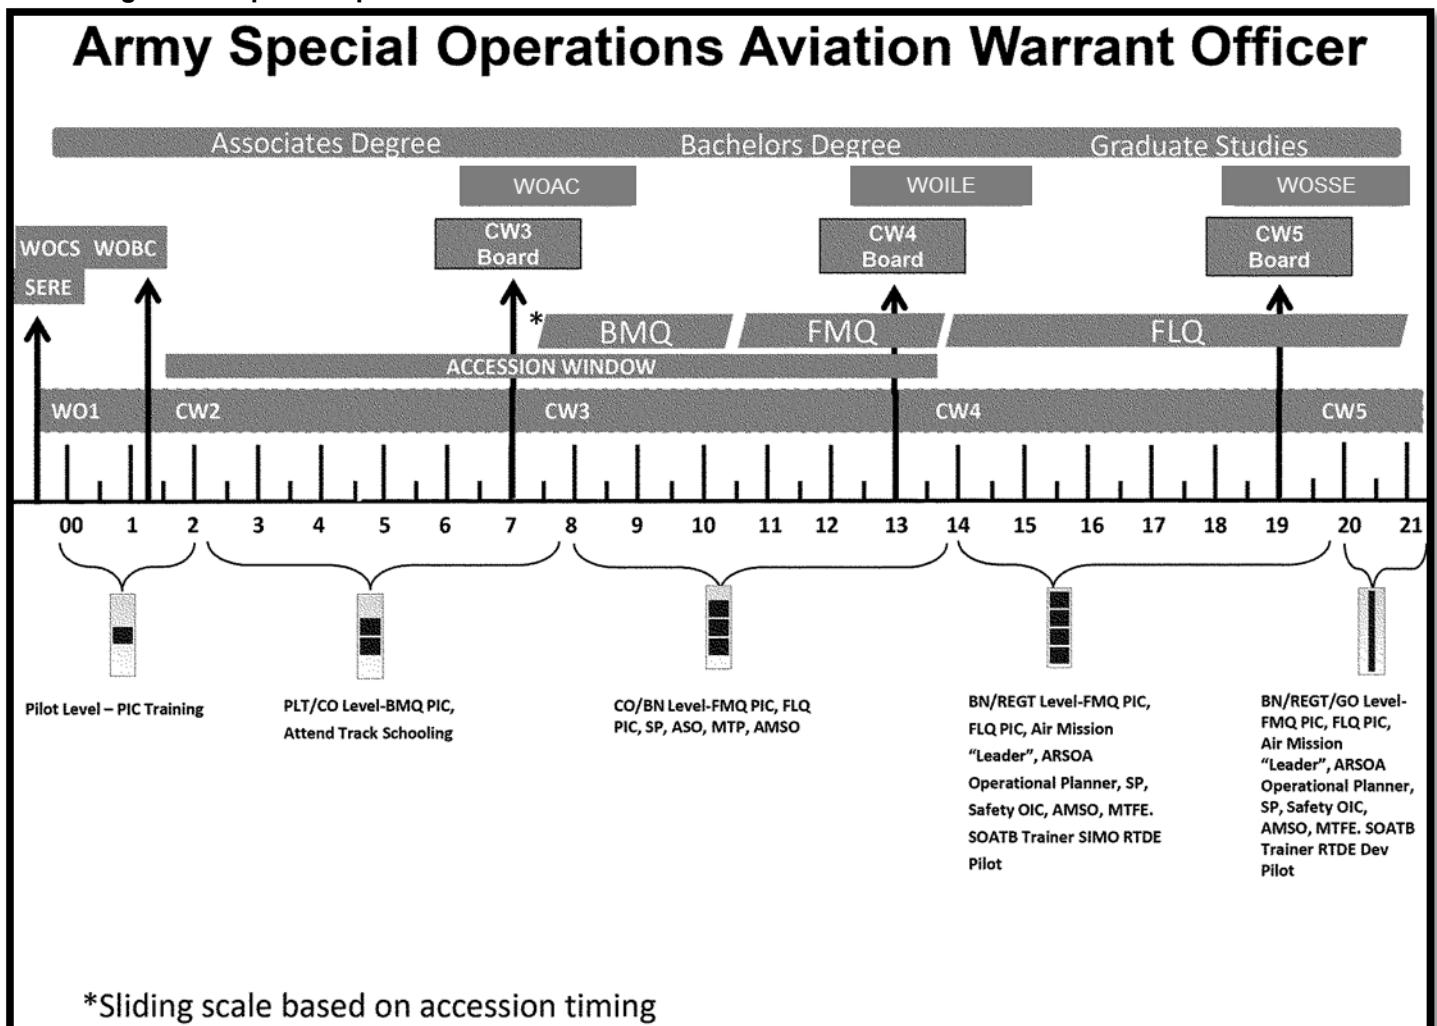 Army Special Operations Aviation Warrant Officer
Associates Degree Bachelors Degree Graduate Studies
WOAC WOILE WOSSE
CW3
Board
CW4
Board
CW5
Board
WOCS WOBC
SERE
* BMQ FMQ FLQ
ACCESSION WINDOW
WO1 CW2 CW3 CW4 CW5
00 1 2 3 4 5 6 7 8 9 10 11 12 13 14 15 16 17 18 19 20 21
Pilot Level – PIC Training
PLT/CO Level-BMQ PIC,
Attend Track Schooling
CO/BN Level-FMQ PIC, FLQ
PIC, SP, ASO, MTP, AMSO
BN/REGT Level-FMQ PIC,
FLQ PIC, Air Mission
“Leader”, ARSOA
Operational Planner, SP,
Safety OIC, AMSO, MTFE.
SOATB Trainer SIMO RTDE
Pilot
BN/REGT/GO Level-
FMQ PIC, FLQ PIC,
Air Mission
“Leader”, ARSOA
Operational Planner,
SP, Safety OIC,
AMSO, MTFE. SOATB
Trainer RTDE Dev
Pilot
*Sliding scale based on accession timing